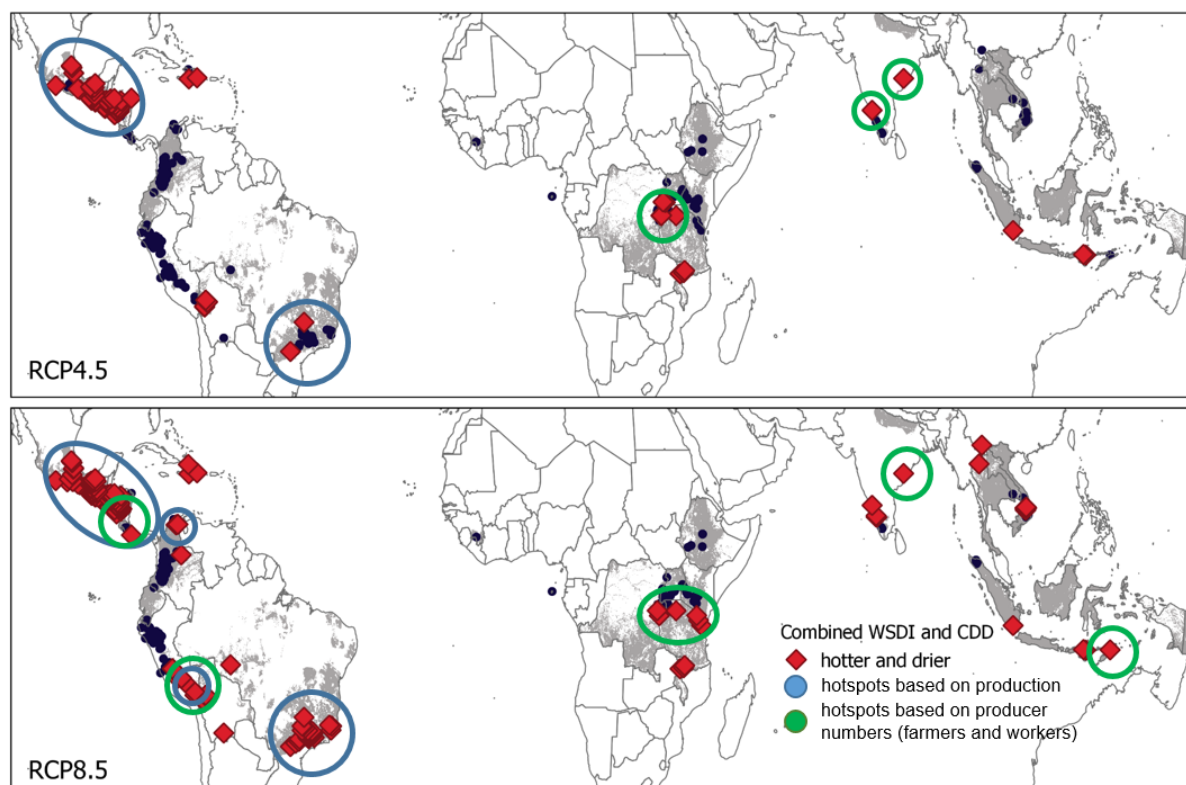 RCP4.5
Combined WSDI and CDD
hotter and drier
hotspots based on production
hotspots based on producer
numbers (farmers and workers)
RCP8.5